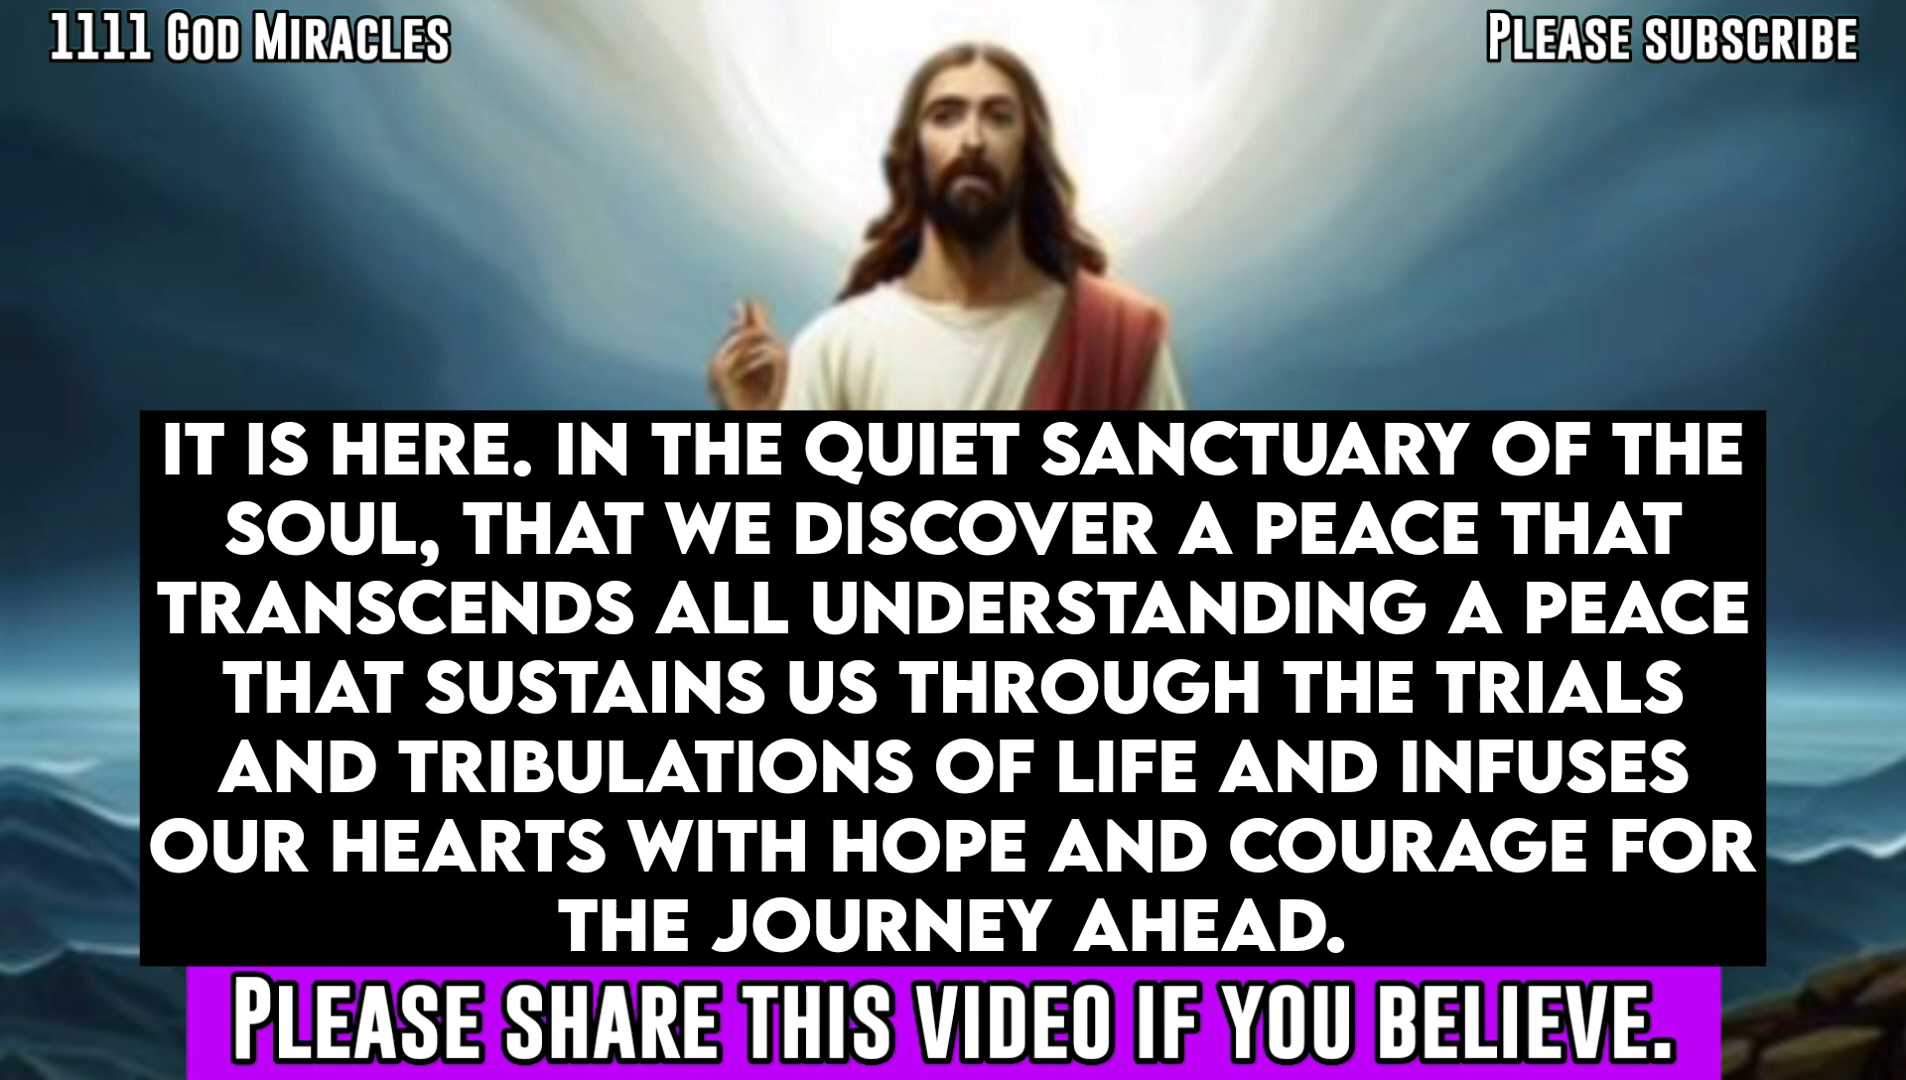 1111 God Miracles
Please subscribe
IT IS HERE. IN THE QUIET SANCTUARY OF THE
SOUL, THAT WE DISCOVER A PEACE THAT
TRANSCENDS ALL UNDERSTANDING A PEACE
THAT SUSTAINS US THROUGH THE TRIALS
AND TRIBULATIONS OF LIFE AND INFUSES
OUR HEARTS WITH HOPE AND COURAGE FOR
THE JOURNEY AHEAD.
Please share this video if you believe.